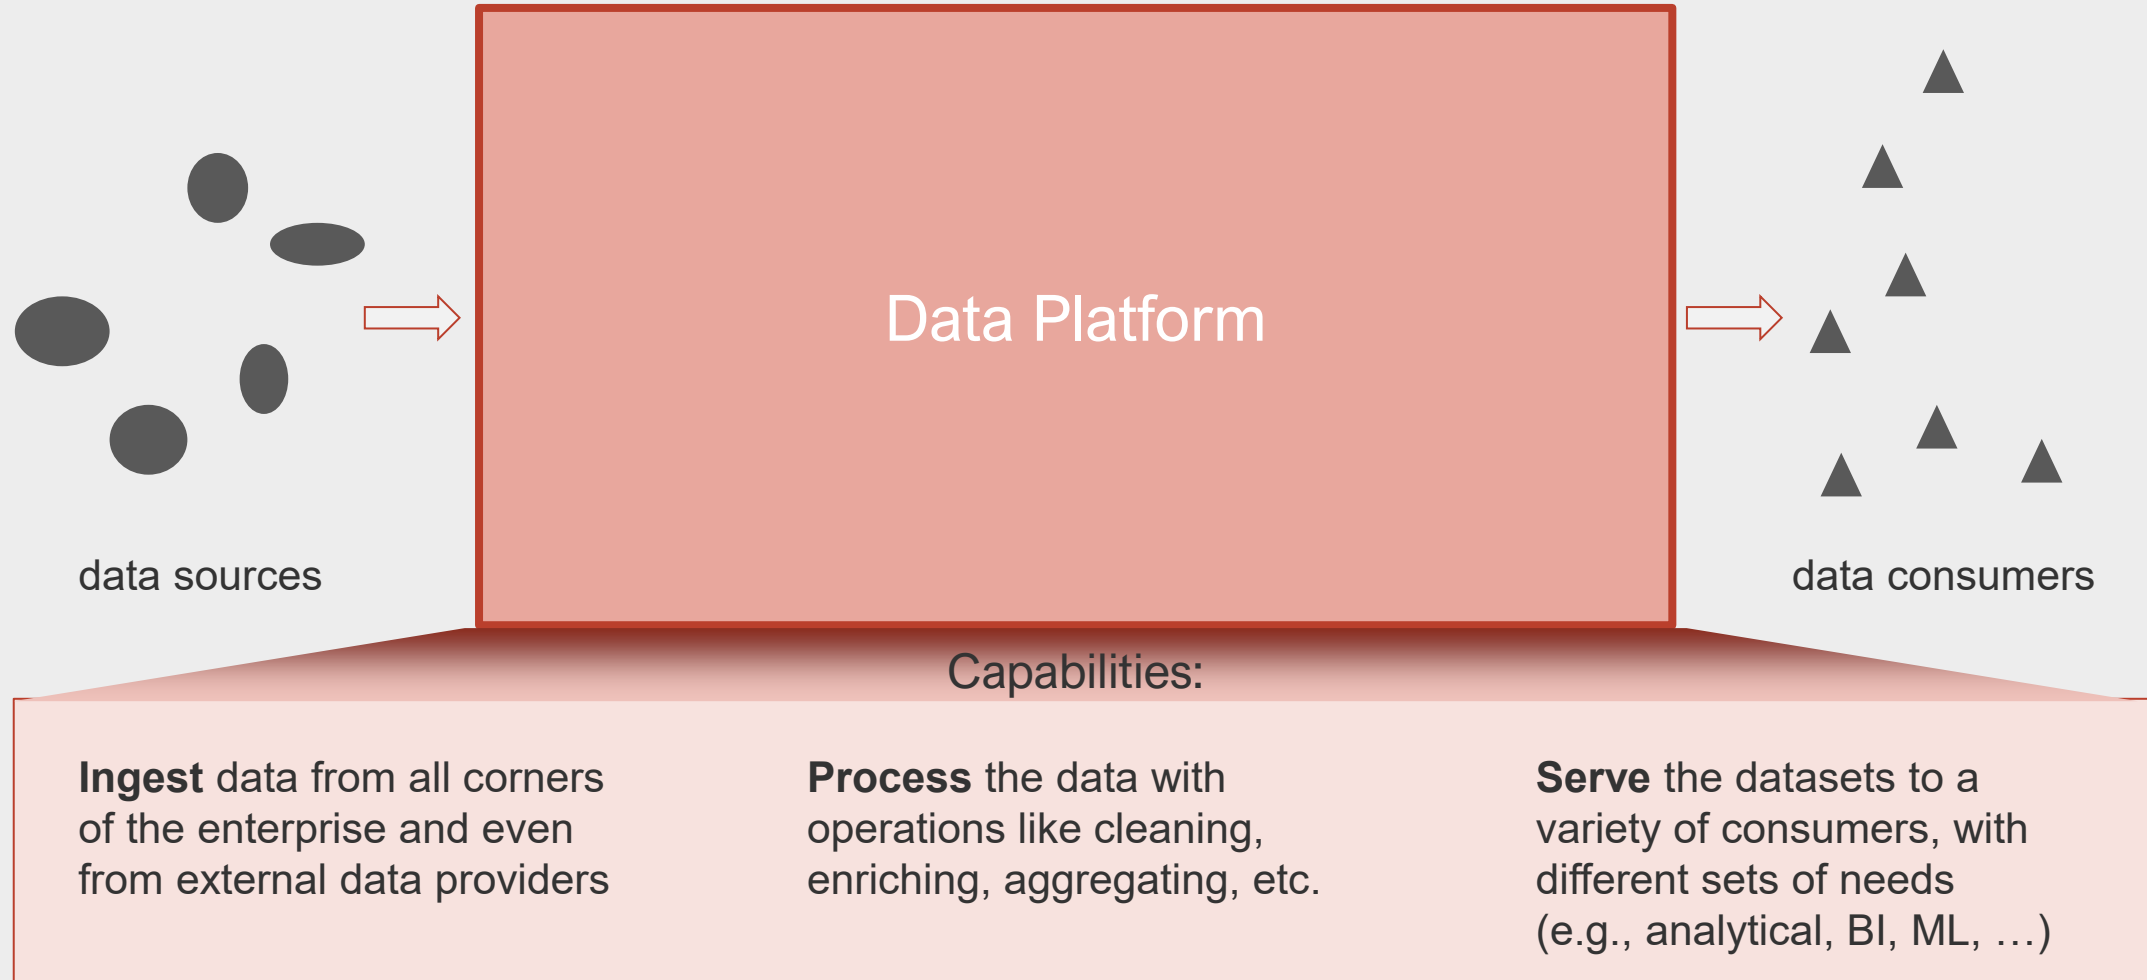 Data Platform
data sources
data consumers
Capabilities:
Ingest data from all corners
of the enterprise and even
from external data providers
Process the data with
operations like cleaning,
enriching, aggregating, etc.
Serve the datasets to a
variety of consumers, with
different sets of needs
(e.g., analytical, BI, ML, …)